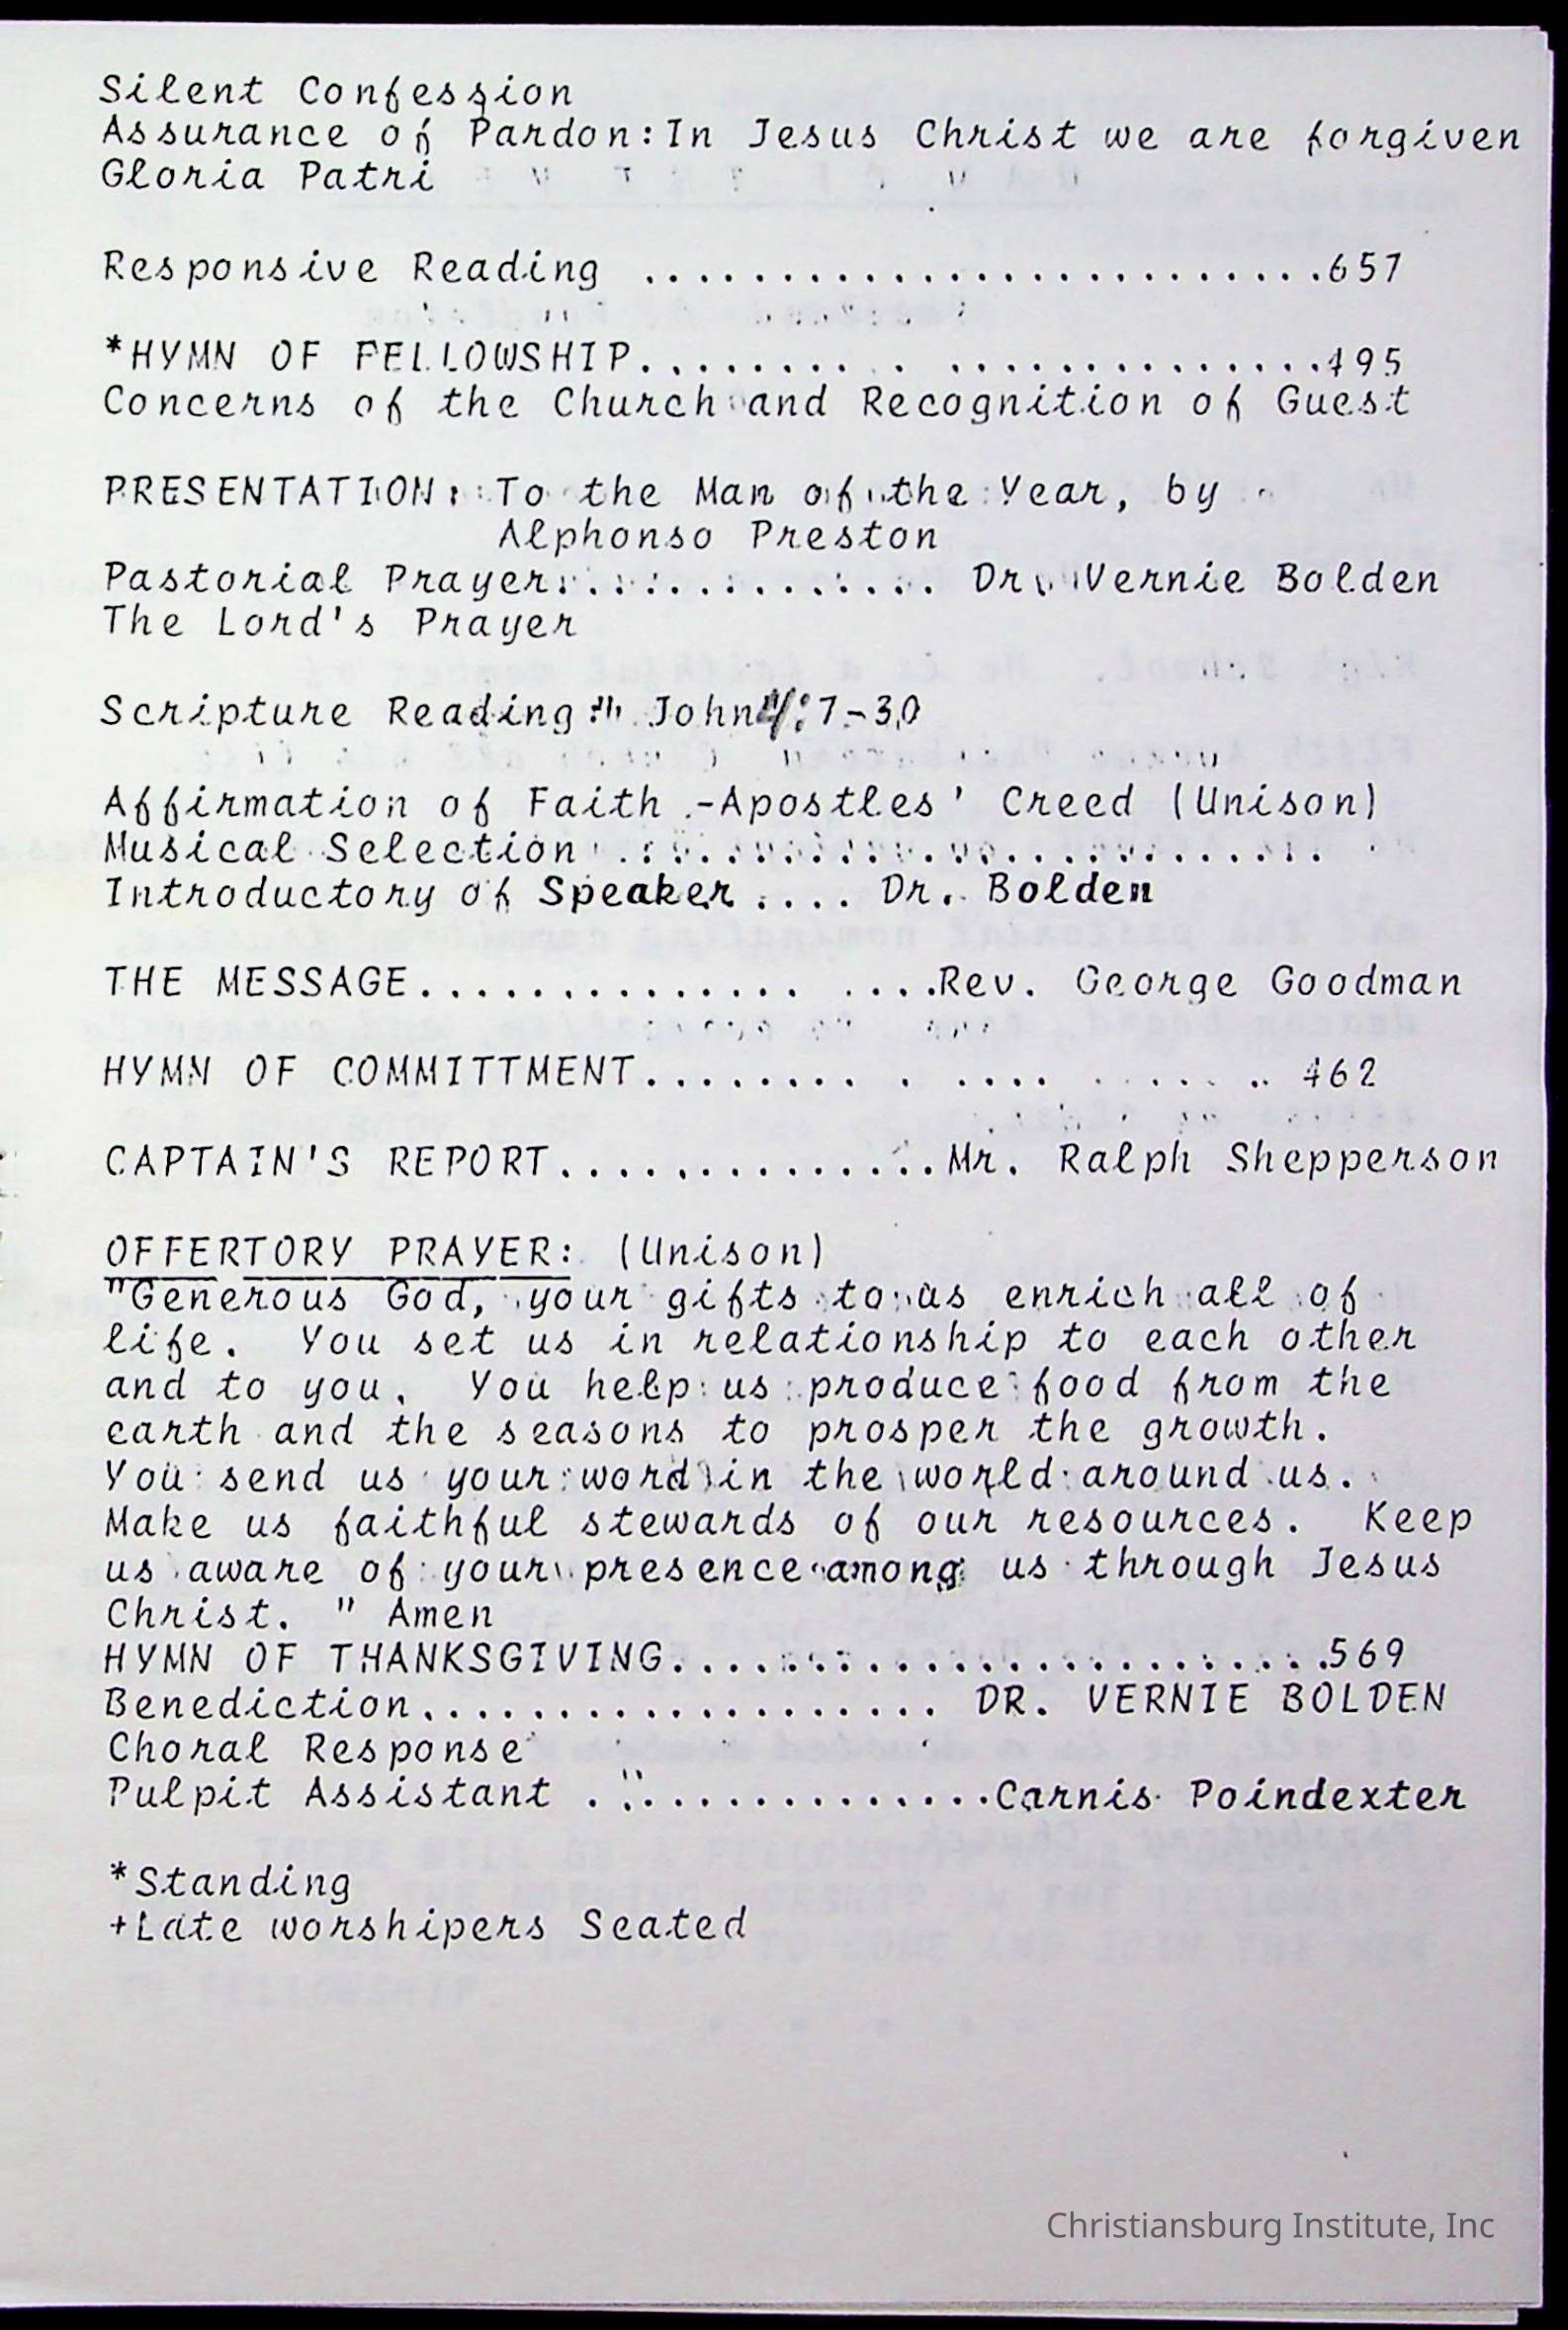 Silent Confession
Assurance of Pardon:In Jesus Christ we are forgiven
Gloria Patri
Responsive Reading .........................657
*HYMN OF FELLOWSHIP........ . ..............495
Concerns of the Church and Recognition of Guest
PRESENTATION: To the Man of the Year, by
Alphonso Preston
Pastorial Prayer.............. Dr. Vernie Bolden
The Lord's Prayer
Scripture Reading: John 4:7-30
Affirmation of Faith -Apostles' Creed (Unison)
Musical Selection ..........................
Introductory of Speaker .... Dr. Bolden
THE MESSAGE.............. ....Rev. George Goodman
HYMN OF COMMITTMENT........ . .... ..... .. 462
CAPTAIN'S REPORT..............Mr. Ralph Shepperson
OFFERTORY PRAYER: (Unison)
"Generous God, your gifts to us enrich all of
life. You set us in relationship to each other
and to you. You help us produce food from the
earth and the seasons to prosper the growth.
You send us your word in the world around us.
Make us faithful stewards of our resources. Keep
us aware of your presence among us through Jesus
Christ. " Amen
HYMN OF THANKSGIVING........................569
Benediction................... DR. VERNIE BOLDEN
Choral Response
Pulpit Assistant ...............Carnis Poindexter
*Standing
+Late worshipers Seated
Christiansburg Institute, Inc